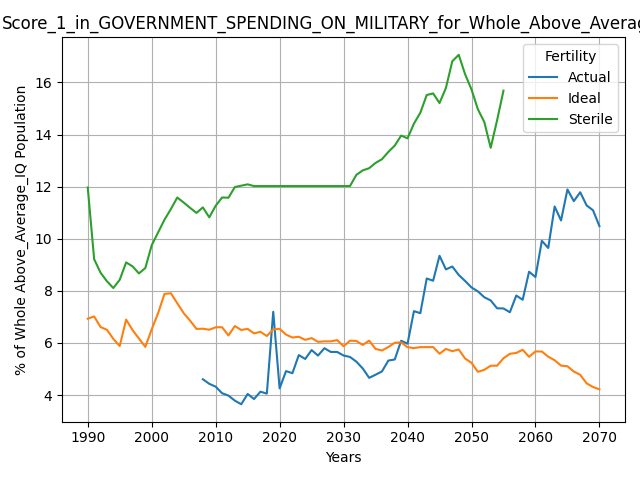 Score_1_in_GOVERNMENT_SPENDING_ON_MILITARY_for_Whole_Above_Averag
Fertility
Actual
Ideal
Sterile
% of Whole Above_Average_IQ Population
16
14
12
10
8
6
4
1990 2000 2010 2020 2030 2040 2050 2060 2070
Years